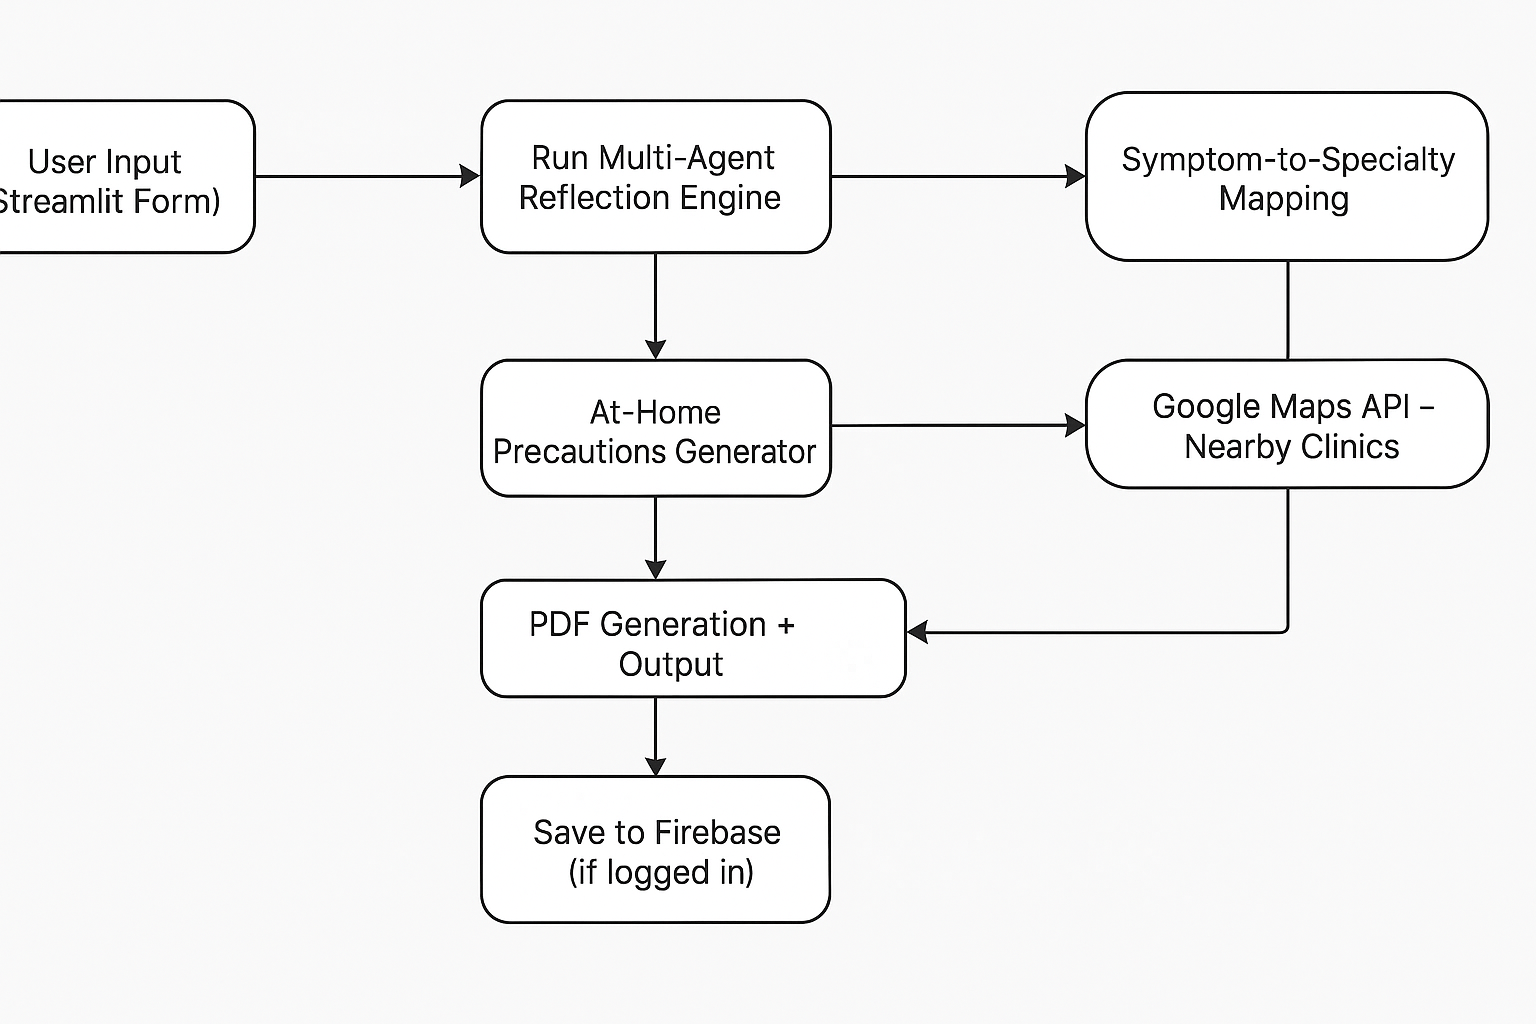 User Input
Streamlit Form)
Run Multi-Agent
Reflection Engine
Symptom-to-Specialty
Mapping
At-Home
Precautions Generator
Google Maps API –
Nearby Clinics
PDF Generation +
Output
Save to Firebase
(if logged in)